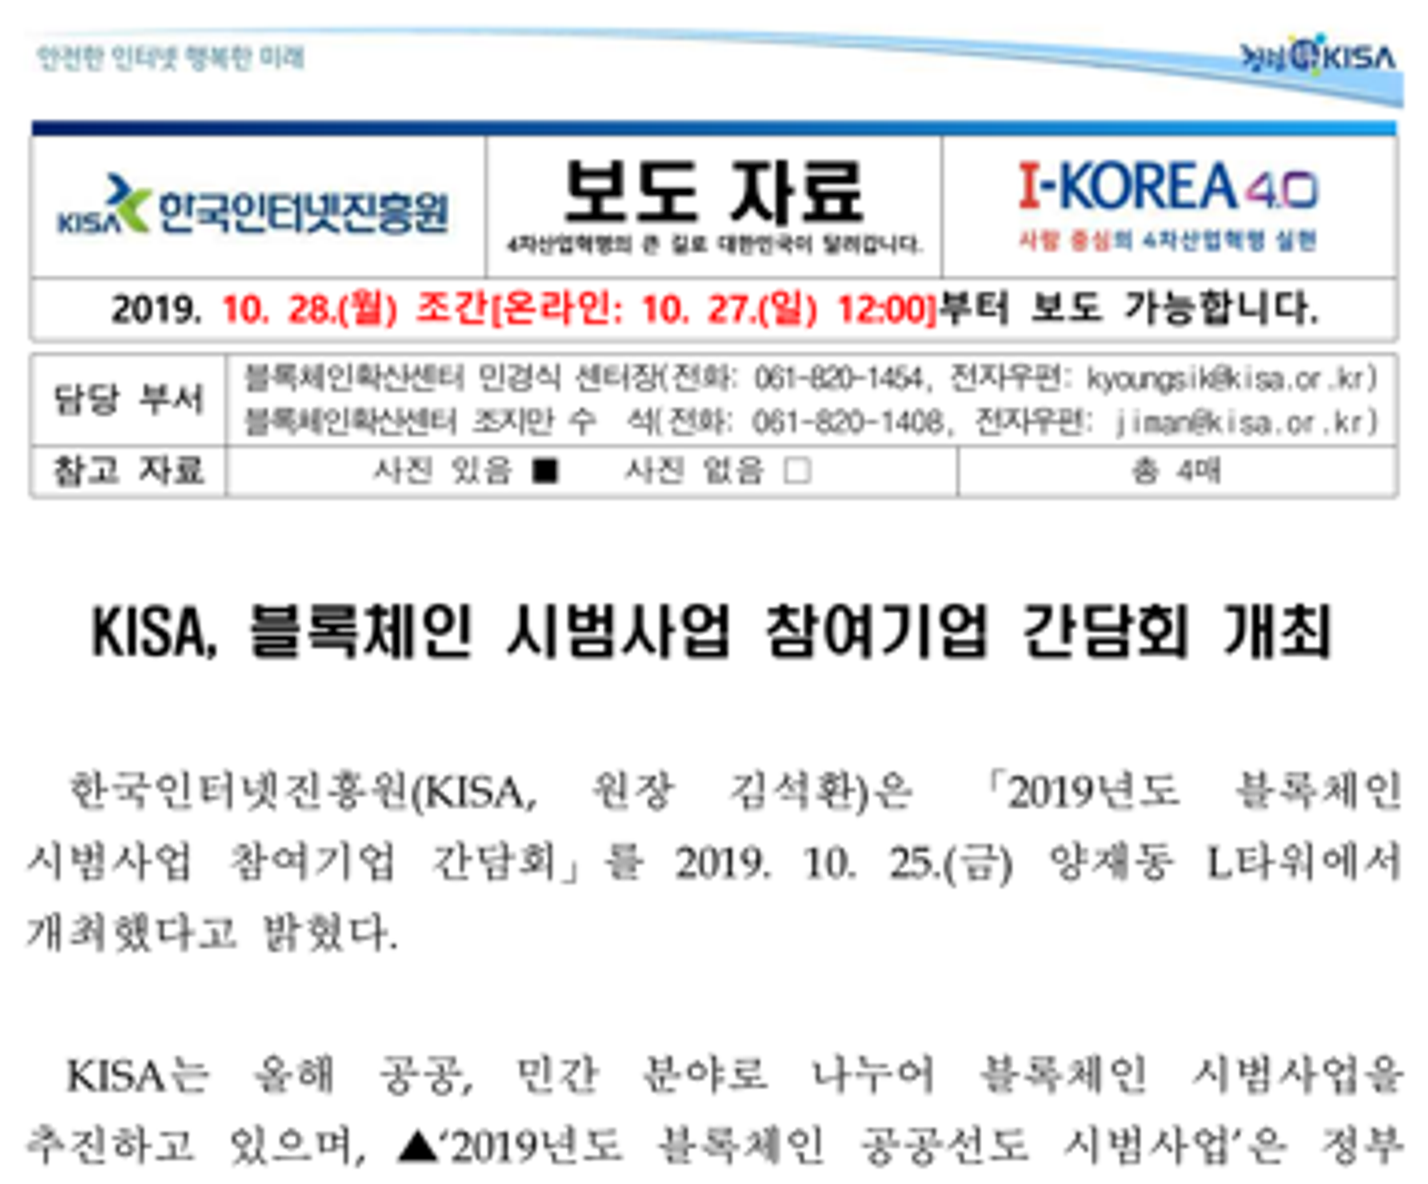 안전한 인터넷 행복한 미래
청렴 KISA
KISA 한국인터넷진흥원
보도 자료
4차산업혁명의 큰 길로 대한민국이 달려갑니다.
I-KOREA 4.0
사람 중심의 4차산업혁명 실현
2019. 10. 28.(월) 조간[온라인: 10. 27.(일) 12:00]부터 보도 가능합니다.
담당 부서
블록체인확산센터 민경식 센터장(전화: 061-820-1454, 전자우편: kyoungsik@kisa.or.kr)
블록체인확산센터 조지만 수 석(전화: 061-820-1408, 전자우편: jiman@kisa.or.kr)
참고 자료 사진 있음 ■ 사진 없음 □ 총 4매
KISA, 블록체인 시범사업 참여기업 간담회 개최
한국인터넷진흥원(KISA, 원장 김석환)은 「2019년도 블록체인
시범사업 참여기업 간담회」를 2019. 10. 25.(금) 양재동 L타워에서
개최했다고 밝혔다.
KISA는 올해 공공, 민간 분야로 나누어 블록체인 시범사업을
추진하고 있으며, ▲'2019년도 블록체인 공공선도 시범사업'은 정부